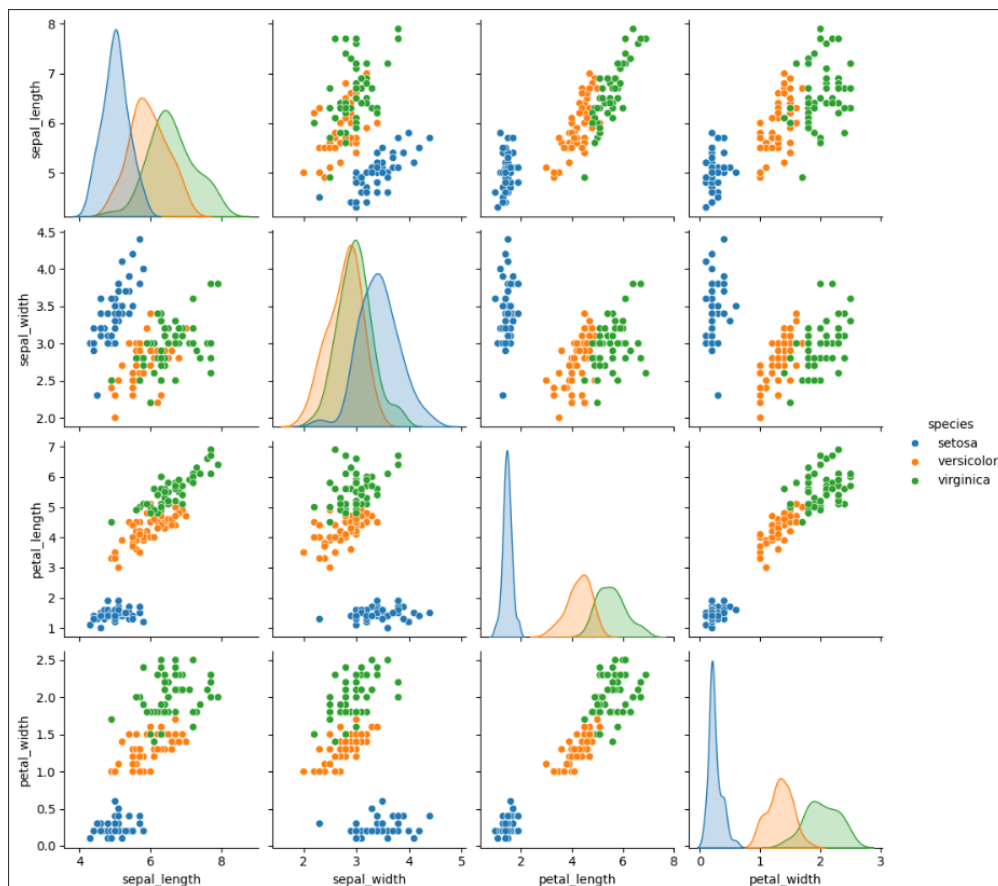 8
7
6
5
sepal_length
4.5
4.0
3.5
3.0
2.5
2.0
sepal_width
species
setosa
versicolor
virginica
7
6
5
4
3
2
1
petal_length
2.5
2.0
1.5
1.0
0.5
0.0
petal_width
4 6 8 2 3 4 5 2 4 6 8 0 1 2 3
sepal_length sepal_width petal_length petal_width